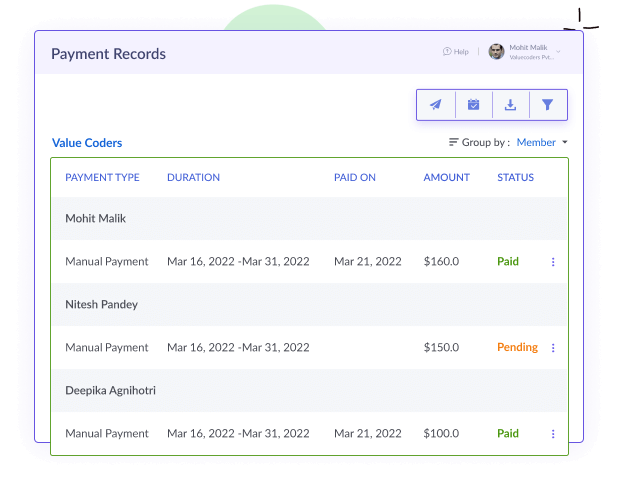 Payment Records
Help
Mohit Malik
Valuecoders Pvt...
Value Coders
Group by : Member
PAYMENT TYPE DURATION PAID ON AMOUNT STATUS
Mohit Malik
Manual Payment Mar 16, 2022 -Mar 31, 2022 Mar 21, 2022 $160.0 Paid
Nitesh Pandey
Manual Payment Mar 16, 2022 -Mar 31, 2022 $150.0 Pending
Deepika Agnihotri
Manual Payment Mar 16, 2022 -Mar 31, 2022 Mar 21, 2022 $100.0 Paid